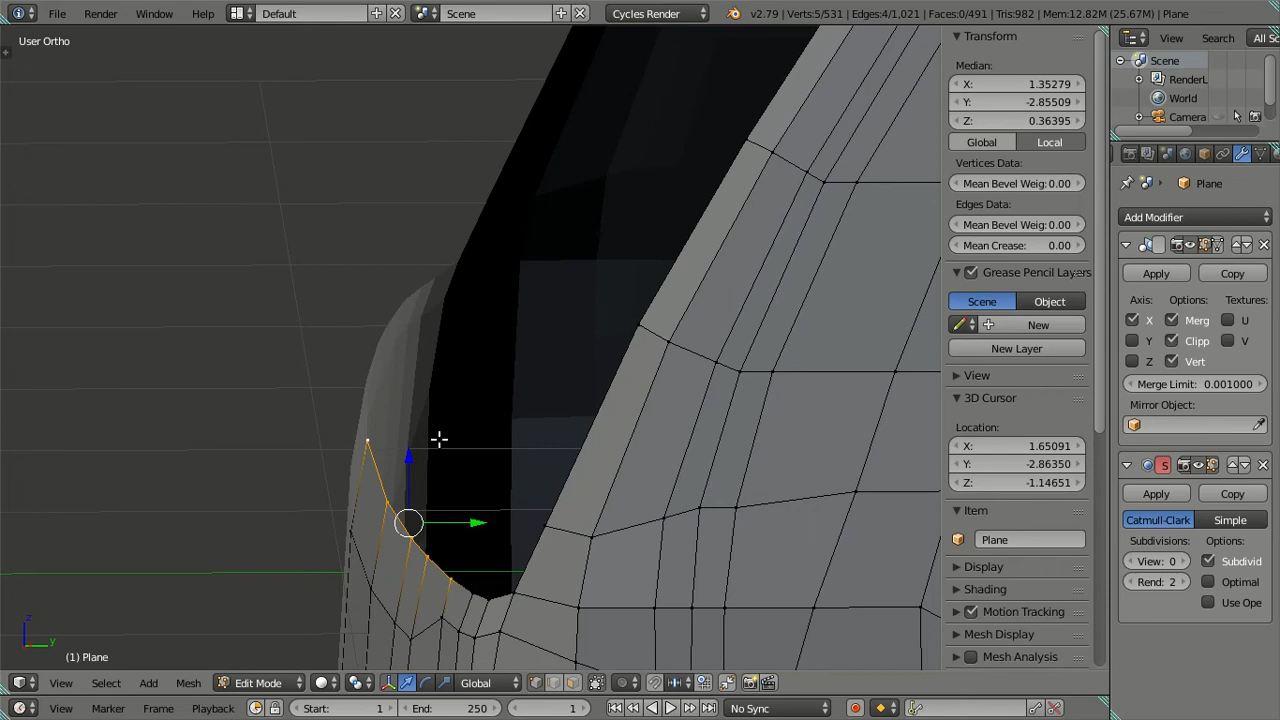 File Render Window Help Default Scene Cycles Render v2.79 | Verts:5/531 | Edges:4/1,021 | Faces:0/491 | Tris:982 | Mem:12.82M (25.67M) | Plane
User Ortho
Transform
Median:
X: 1.35279
Y: -2.85509
Z: 0.36395
Global Local
Vertices Data:
Mean Bevel Weig: 0.00
Edges Data:
Mean Bevel Weig: 0.00
Mean Crease: 0.00
Grease Pencil Layers
Scene Object
New
New Layer
View
3D Cursor
Location:
X: 1.65091
Y: -2.86350
Z: -1.14651
Item
Plane
Display
Shading
Motion Tracking
Mesh Display
Mesh Analysis
View Search All Sc
Scene
RenderL
World
Camera
Plane
Add Modifier
Apply Copy
Axis: Options: Textures:
X Merg U
Y Clipp V
Z Vert
Merge Limit: 0.001000
Mirror Object:
S
Apply Copy
Catmull-Clark Simple
Subdivisions: Options:
View: 0 Subdivid
Rend: 2 Optimal
Use Ope
z
y
(1) Plane
View Select Add Mesh Edit Mode Global
View Marker Frame Playback Start: 1 End: 250 1 No Sync